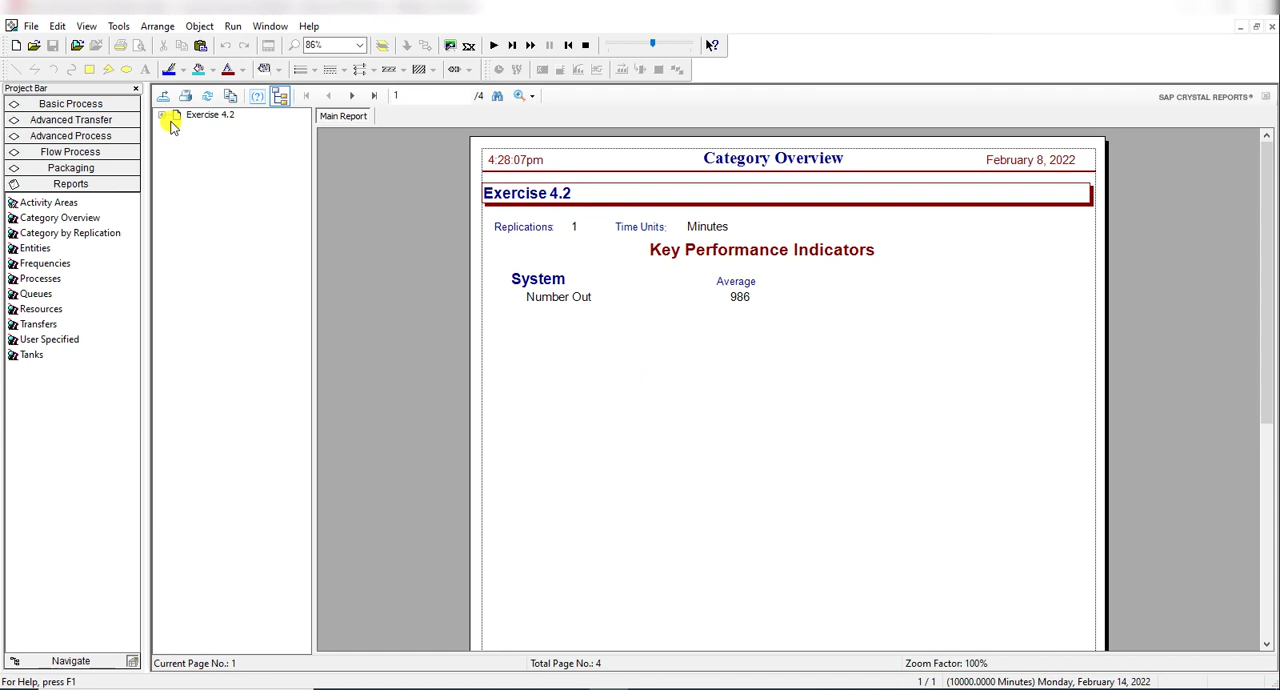 File Edit View Tools Arrange Object Run Window Help
86%
Project Bar
Basic Process
Advanced Transfer
Advanced Process
Flow Process
Packaging
Reports
Activity Areas
Category Overview
Category by Replication
Entities
Frequencies
Processes
Queues
Resources
Transfers
User Specified
Tanks
Navigate
1 /4
SAP CRYSTAL REPORTS®
Exercise 4.2
Main Report
4:28:07pm Category Overview February 8, 2022
Exercise 4.2
Replications: 1 Time Units: Minutes
Key Performance Indicators
System Average
Number Out 986
Current Page No.: 1 Total Page No.: 4 Zoom Factor: 100%
For Help, press F1 1 / 1 (10000.0000 Minutes) Monday, February 14, 2022